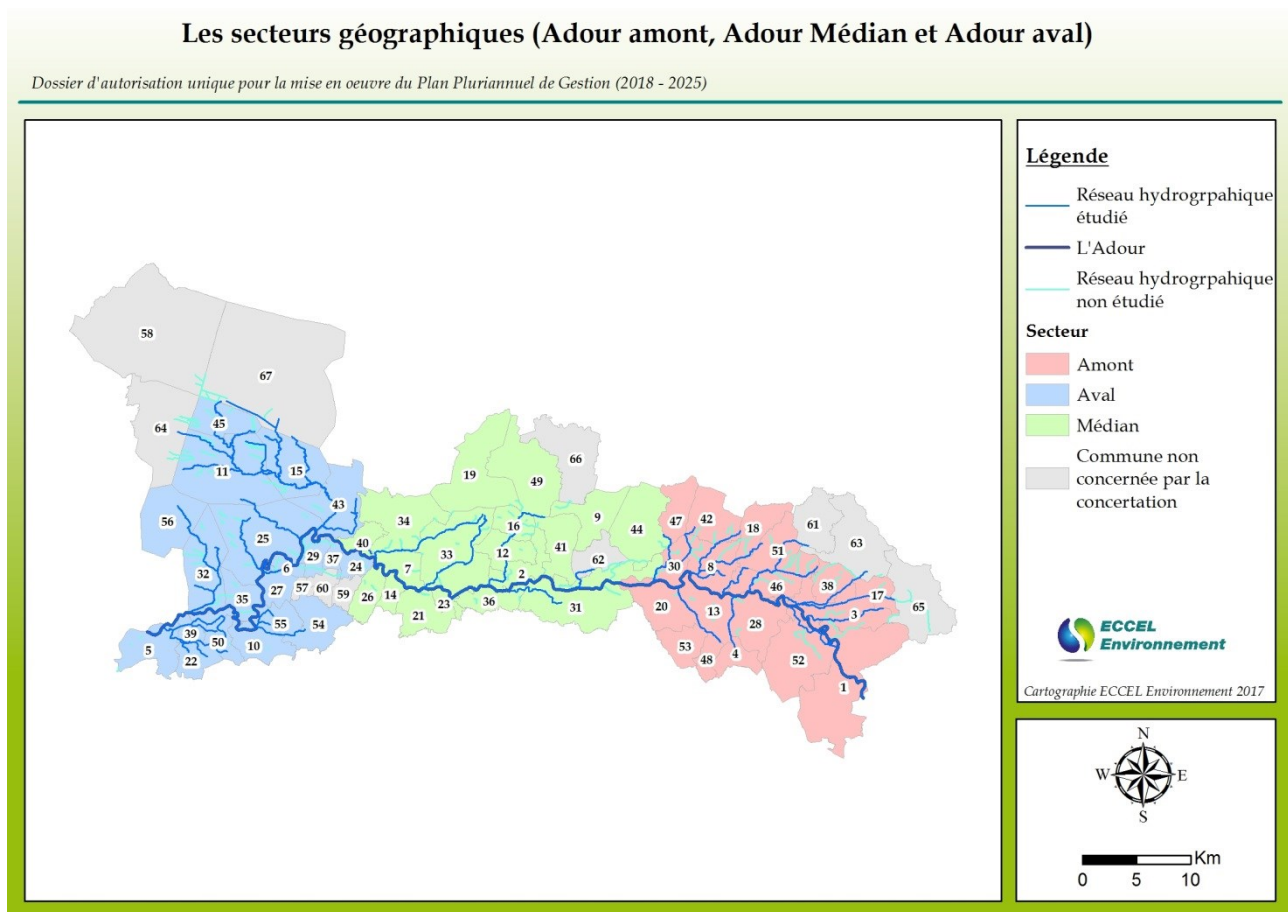 Les secteurs géographiques (Adour amont, Adour Médian et Adour aval)
Dossier d'autorisation unique pour la mise en oeuvre du Plan Pluriannuel de Gestion (2018 - 2025)
58
67
64
45
11
15
43
56
25
29
37
24
6
32
35
27
57
60
59
39
55
54
5
50
22
10
19
66
49
34
16
9
44
40
33
12
41
62
7
2
26
14
23
36
31
21
47
42
18
61
63
51
30
8
46
38
17
65
20
13
3
28
53
48
4
52
1
Légende
Réseau hydrogrpahique
étudié
L'Adour
Réseau hydrogrpahique
non étudié
Secteur
Amont
Aval
Médian
Commune non
concernée par la
concertation
ECCEL
Environnement
Cartographie ECCEL Environnement 2017
N
W
E
S
Km
0 5 10